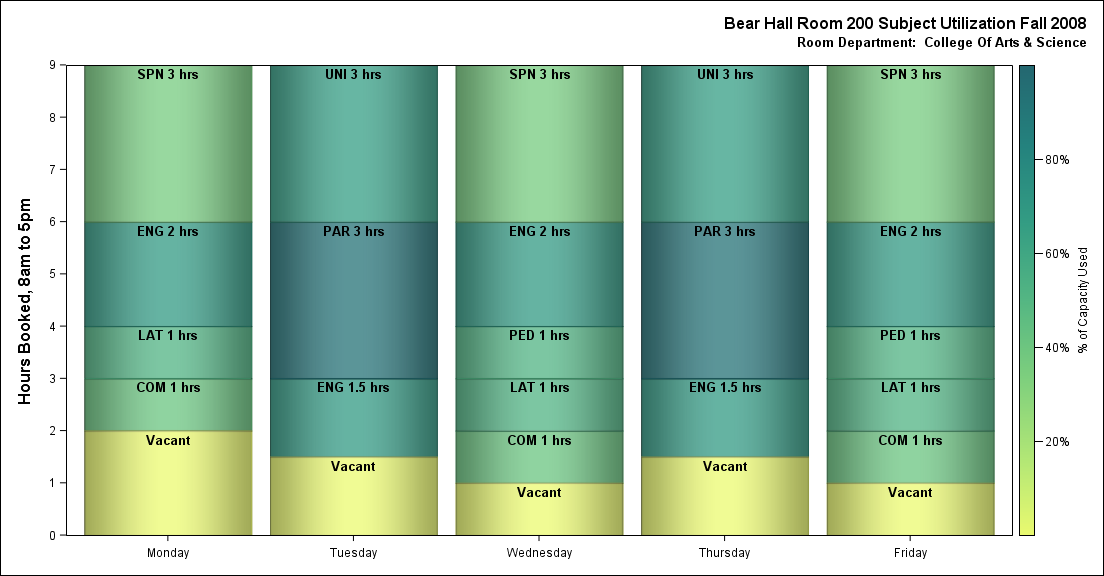 Bear Hall Room 200 Subject Utilization Fall 2008
Room Department: College Of Arts & Science
Hours Booked, 8am to 5pm
9
8
7
6
5
4
3
2
1
0
SPN 3 hrs
ENG 2 hrs
LAT 1 hrs
COM 1 hrs
Vacant
Monday
UNI 3 hrs
PAR 3 hrs
ENG 1.5 hrs
Vacant
Tuesday
SPN 3 hrs
ENG 2 hrs
PED 1 hrs
LAT 1 hrs
COM 1 hrs
Vacant
Wednesday
UNI 3 hrs
PAR 3 hrs
ENG 1.5 hrs
Vacant
Thursday
SPN 3 hrs
ENG 2 hrs
PED 1 hrs
LAT 1 hrs
COM 1 hrs
Vacant
Friday
80%
60%
40%
20%
% of Capacity Used